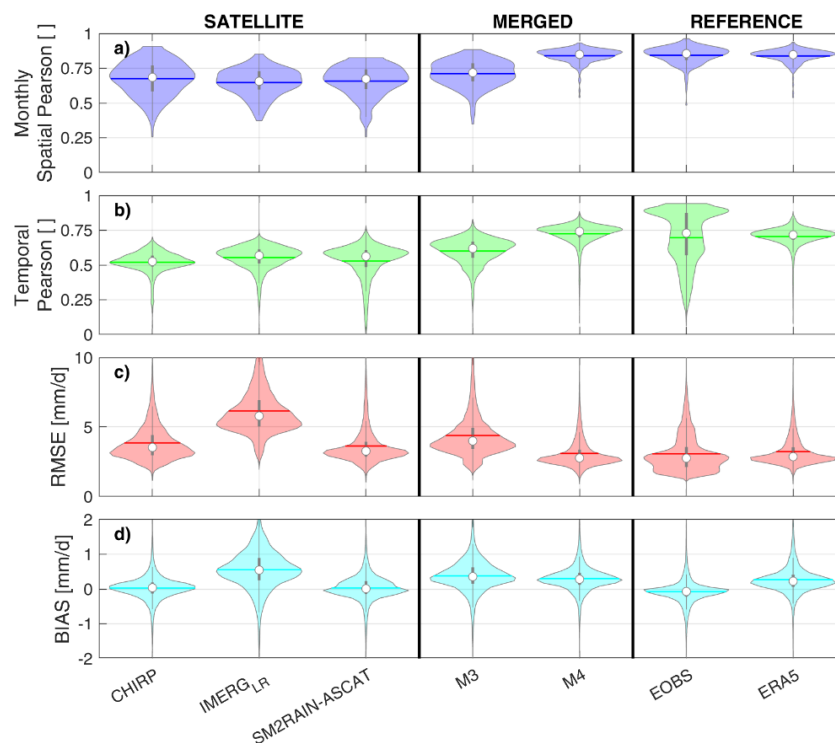 SATELLITE MERGED REFERENCE
a)
Monthly
Spatial Pearson [ ]
1
0.75
0.5
0.25
0
b)
Temporal
Pearson [ ]
1
0.75
0.5
0.25
0
c)
RMSE [mm/d]
10
5
0
d)
BIAS [mm/d]
2
1
0
-1
-2
CHIRP IMERG_LR SM2RAIN-ASCAT M3 M4 EOBS ERA5